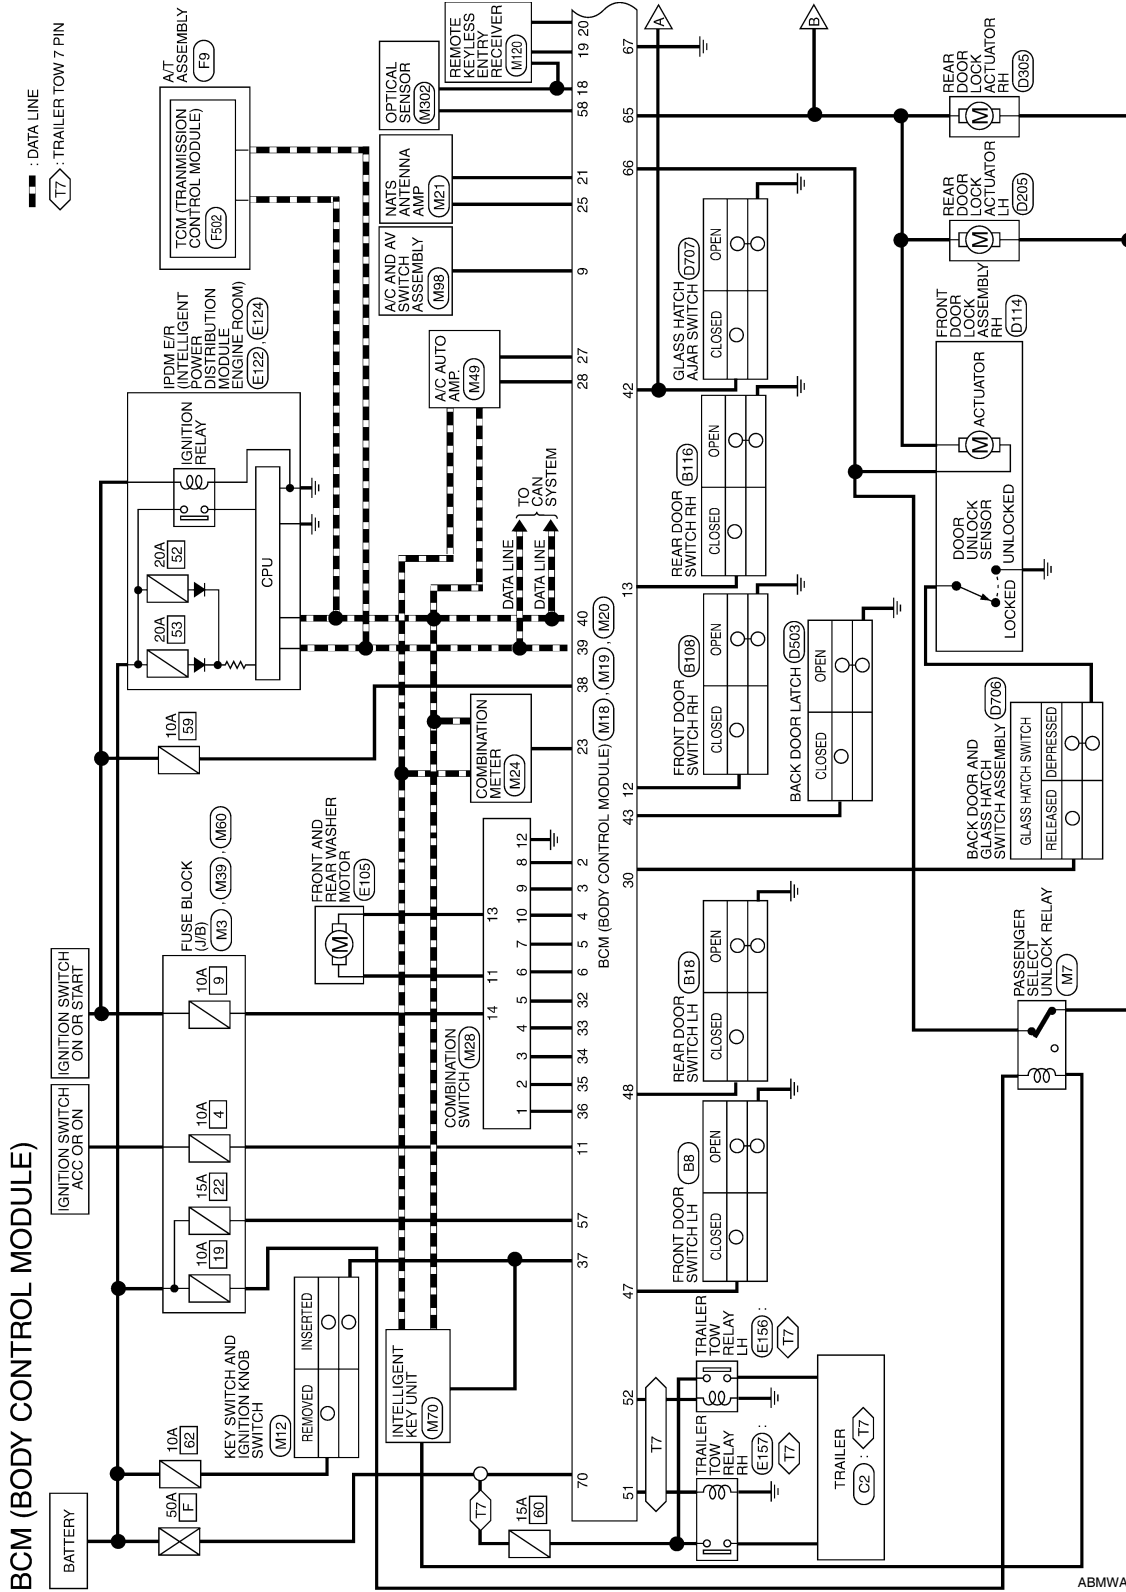 BCM (BODY CONTROL MODULE)
: DATA LINE
T7 : TRAILER TOW 7 PIN
BATTERY
IGNITION SWITCH
ACC OR ON
IGNITION SWITCH
ON OR START
50A
F
10A
62
10A
19
15A
22
10A
4
10A
9
FUSE BLOCK
(J/B)
M3 , M39 , M60
10A
59
20A
53
20A
52
IGNITION
RELAY
CPU
IPDM E/R
(INTELLIGENT
POWER
DISTRIBUTION
MODULE
ENGINE ROOM)
E122 , E124
A/T
ASSEMBLY
F9
TCM (TRANMISSION
CONTROL MODULE)
F502
KEY SWITCH AND
IGNITION KNOB
SWITCH
M12
REMOVED
INSERTED
INTELLIGENT
KEY UNIT
M70
FRONT AND
REAR WASHER
MOTOR
E105
M
COMBINATION
SWITCH
M28
14
11
13
1
2
3
4
5
6
7
10
9
8
12
COMBINATION
METER
M24
A/C AUTO
AMP.
M49
DATA LINE
DATA LINE
TO
CAN
SYSTEM
A/C AND AV
SWITCH
ASSEMBLY
M98
NATS
ANTENNA
AMP
M21
OPTICAL
SENSOR
M302
REMOTE
KEYLESS
ENTRY
RECEIVER
M120
T7
15A
60
70
37
57
11
36
35
34
33
32
6
5
4
3
2
23
38
39
40
28
27
9
25
21
58
18
19
20
BCM (BODY CONTROL MODULE) M18 , M19 , M20
51
52
47
48
30
43
12
13
42
66
65
67
A
B
T7
TRAILER
TOW
RELAY
RH
E157 :
T7
TRAILER
TOW
RELAY
LH
E156 :
T7
TRAILER
C2 : T7
FRONT DOOR
SWITCH LH
B8
CLOSED
OPEN
REAR DOOR
SWITCH LH
B18
CLOSED
OPEN
FRONT DOOR
SWITCH RH
B108
CLOSED
OPEN
REAR DOOR
SWITCH RH
B116
CLOSED
OPEN
GLASS HATCH
AJAR SWITCH
D707
CLOSED
OPEN
BACK DOOR LATCH D503
CLOSED
OPEN
PASSENGER
SELECT
UNLOCK RELAY
M7
BACK DOOR AND
GLASS HATCH
SWITCH ASSEMBLY D706
GLASS HATCH SWITCH
RELEASED
DEPRESSED
FRONT
DOOR
LOCK
ASSEMBLY
RH
D114
DOOR
UNLOCK
SENSOR
LOCKED
UNLOCKED
M
ACTUATOR
REAR
DOOR
LOCK
ACTUATOR
LH
D205
M
REAR
DOOR
LOCK
ACTUATOR
RH
D305
M
ABMWA